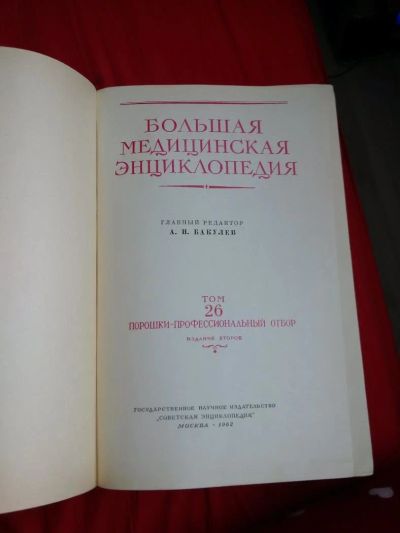 БОЛЬШАЯ
МЕДИЦИНСКАЯ
ЭНЦИКЛОПЕДИЯ
ГЛАВНЫЙ РЕДАКТОР
А. Н. БАКУЛЕВ
ТОМ
26
ПОРОШКИ-ПРОФЕССИОНАЛЬНЫЙ ОТБОР
ИЗДАНИЕ ВТОРОЕ
ГОСУДАРСТВЕННОЕ НАУЧНОЕ ИЗДАТЕЛЬСТВО
„СОВЕТСКАЯ ЭНЦИКЛОПЕДИЯ"
МОСКВА · 1962